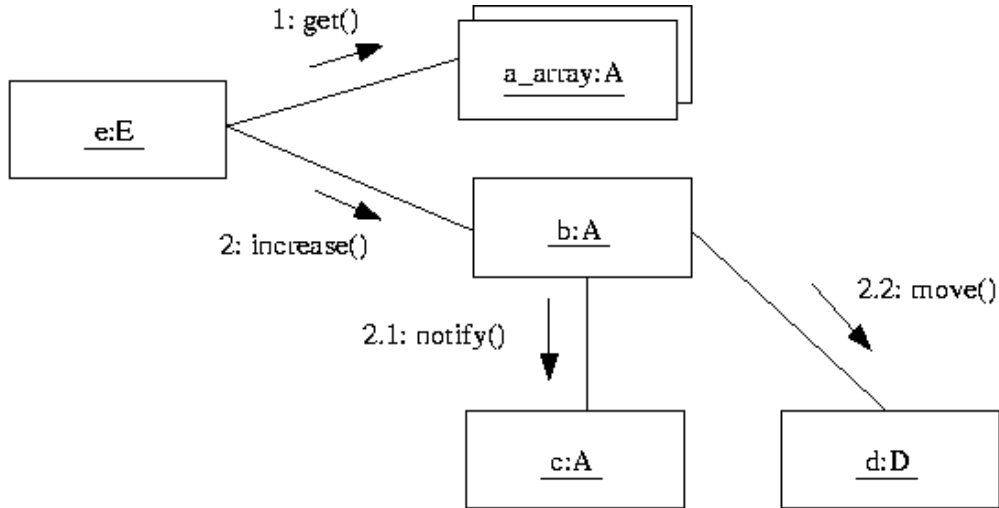 1: get()
a_array:A
e:E
2: increase()
b:A
2.2: move()
2.1: notify()
c:A
d:D